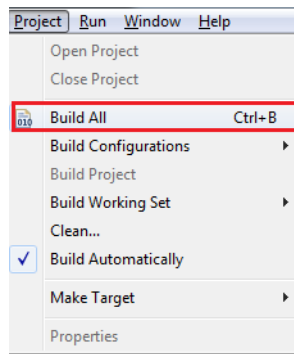 Project Run Window Help
Open Project
Close Project
010 Build All Ctrl+B
Build Configurations
Build Project
Build Working Set
Clean...
Build Automatically
Make Target
Properties